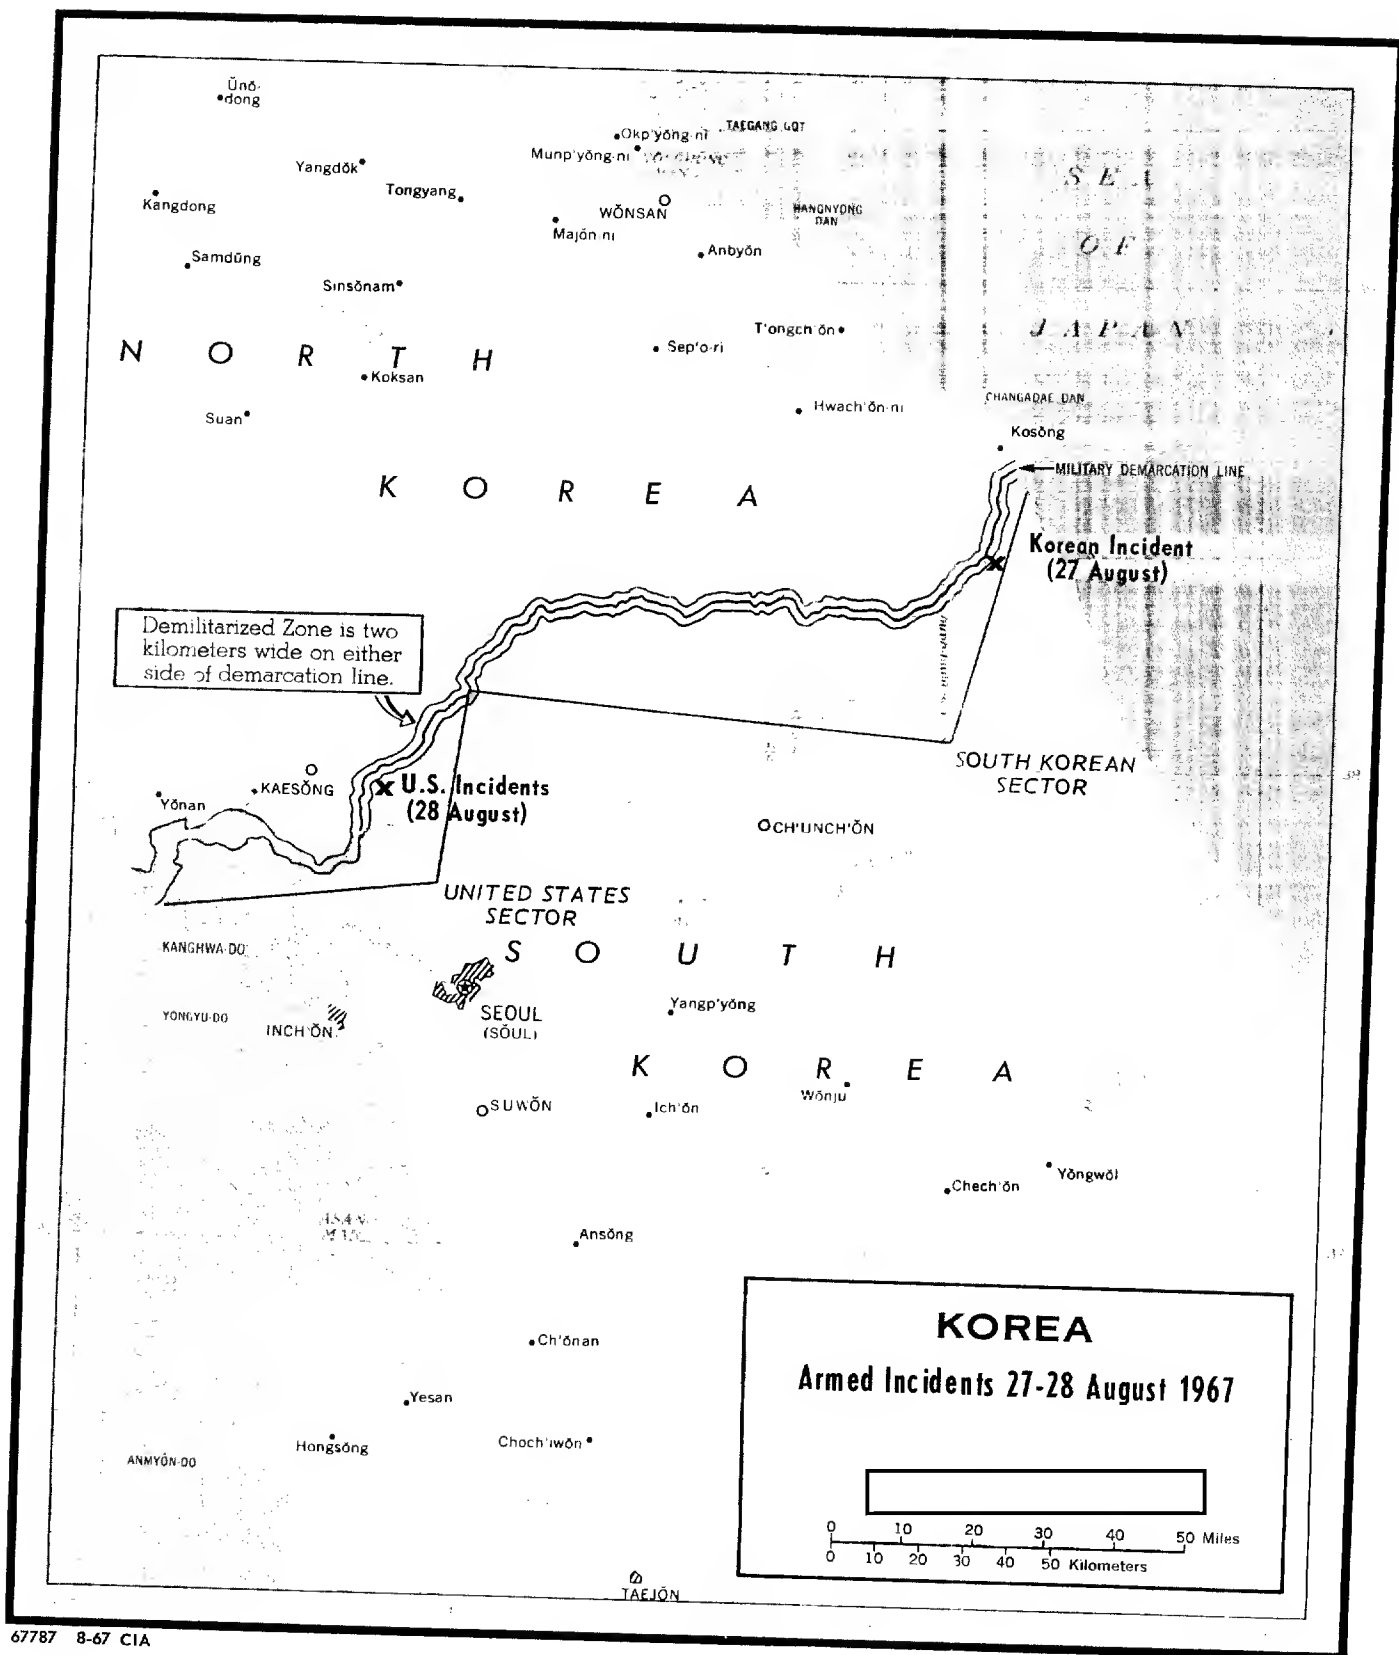 Ŭnŏ-
dong
Okp'yŏng-ni
TAEGANG GOT
Munp'yŏng-ni
Yangdŏk
Tongyang
Kangdong
WŎNSAN
Majŏn-ni
Anbyŏn
SEA
OF
JAPAN
Samdŭng
Sinsŏnam
T'ongch'ŏn
Sep'o-ri
NORTH
Koksan
Suan
Hwach'ŏn-ni
CHANGADAE DAN
Kosŏng
MILITARY DEMARCATION LINE
KOREA
Korean Incident
(27 August)
Demilitarized Zone is two
kilometers wide on either
side of demarcation line.
SOUTH KOREAN
SECTOR
KAESŎNG
Yŏnan
U.S. Incidents
(28 August)
CH'UNCH'ŎN
UNITED STATES
SECTOR
SOUTH
KANGHWA-DO
YONGYU-DO
INCH'ŎN
SEOUL
(SŎUL)
Yangp'yŏng
KOREA
Wŏnju
SUWŎN
Ich'ŏn
Chech'ŏn
Yŏngwŏl
Ansŏng
Ch'ŏnan
Yesan
Hongsŏng
Choch'iwŏn
ANMYŎN-DO
TAEJŎN
KOREA
Armed Incidents 27-28 August 1967
0 10 20 30 40 50 Miles
0 10 20 30 40 50 Kilometers
67787 8-67 CIA